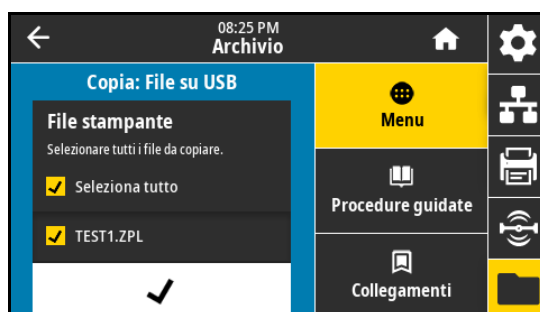 08:25 PM
Archivio
Copia: File su USB
File stampante
Selezionare tutti i file da copiare.
Seleziona tutto
TEST1.ZPL
Menu
Procedure guidate
Collegamenti